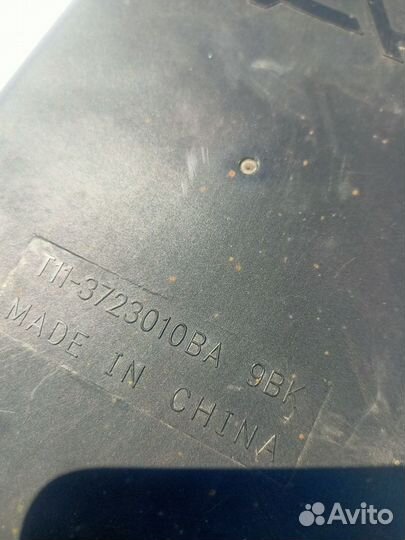 T11-3723010BA 9BK
MADE IN CHINA
Avito